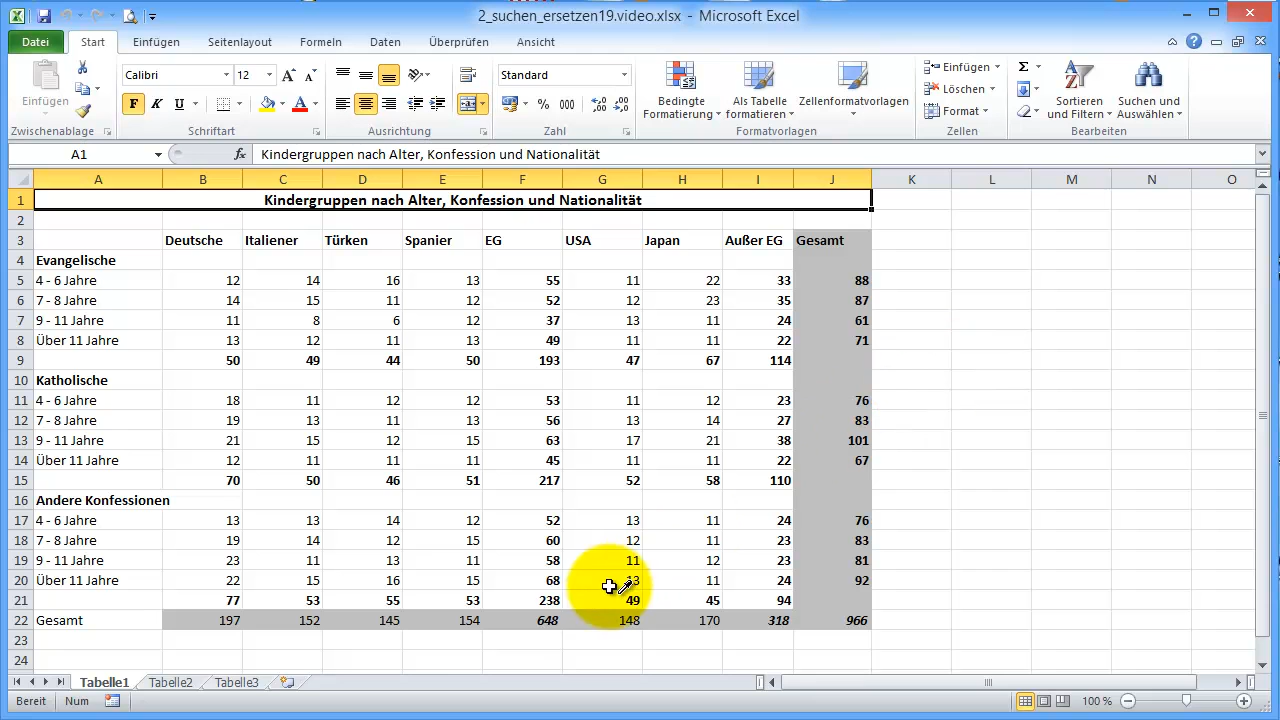 2_suchen_ersetzen19.video.xlsx - Microsoft Excel
Datei Start Einfügen Seitenlayout Formeln Daten Überprüfen Ansicht
Einfügen
Zwischenablage
Calibri 12
F K U
Schriftart
Ausrichtung
Standard
% 000
Zahl
Bedingte Formatierung
Als Tabelle formatieren
Zellenformatvorlagen
Formatvorlagen
Einfügen
Löschen
Format
Zellen
Sortieren und Filtern
Suchen und Auswählen
Bearbeiten
A1 fx Kindergruppen nach Alter, Konfession und Nationalität
A B C D E F G H I J K L M N O
1 Kindergruppen nach Alter, Konfession und Nationalität
2
3 Deutsche Italiener Türken Spanier EG USA Japan Außer EG Gesamt
4 Evangelische
5 4 - 6 Jahre 12 14 16 13 55 11 22 33 88
6 7 - 8 Jahre 14 15 11 12 52 12 23 35 87
7 9 - 11 Jahre 11 8 6 12 37 13 11 24 61
8 Über 11 Jahre 13 12 11 13 49 11 11 22 71
9 50 49 44 50 193 47 67 114
10 Katholische
11 4 - 6 Jahre 18 11 12 12 53 11 12 23 76
12 7 - 8 Jahre 19 13 11 13 56 13 14 27 83
13 9 - 11 Jahre 21 15 12 15 63 17 21 38 101
14 Über 11 Jahre 12 11 11 11 45 11 11 22 67
15 70 50 46 51 217 52 58 110
16 Andere Konfessionen
17 4 - 6 Jahre 13 13 14 12 52 13 11 24 76
18 7 - 8 Jahre 19 14 12 15 60 12 11 23 83
19 9 - 11 Jahre 23 11 13 11 58 11 12 23 81
20 Über 11 Jahre 22 15 16 15 68 13 11 24 92
21 77 53 55 53 238 49 45 94
22 Gesamt 197 152 145 154 648 148 170 318 966
23
24
Tabelle1 Tabelle2 Tabelle3
Bereit Num 100 %